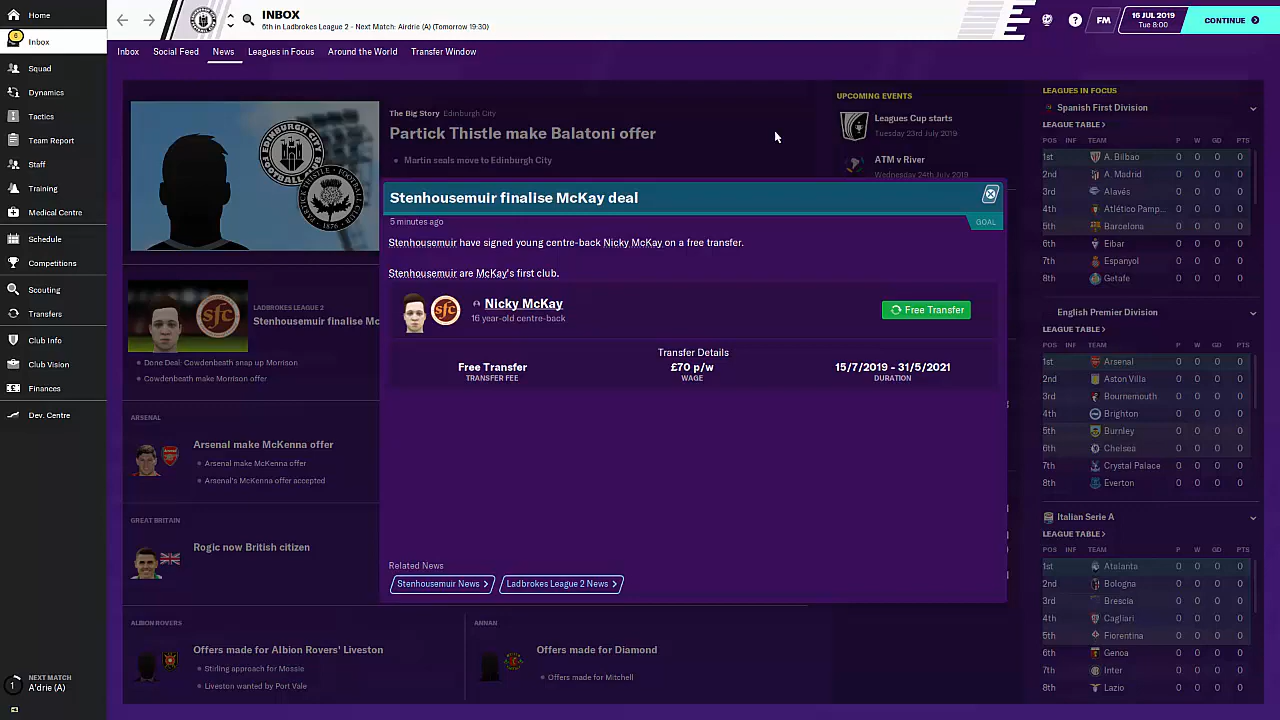 Home
INBOX
6th in Ladbrokes League 2 - Next Match: Airdrie (A) (Tomorrow 19:30)
FM
16 JUL 2019
Tue 8:00
CONTINUE
6
Inbox
Squad
Dynamics
Tactics
Team Report
Staff
Training
Medical Centre
Schedule
Competitions
Scouting
Transfers
Club Info
Club Vision
Finances
Dev. Centre
1
NEXT MATCH
Airdrie (A)
Inbox
Social Feed
News
Leagues in Focus
Around the World
Transfer Window
The Big Story Edinburgh City
Partick Thistle make Balatoni offer
Martin seals move to Edinburgh City
UPCOMING EVENTS
Leagues Cup starts
Tuesday 23rd July 2019
ATM v River
Wednesday 24th July 2019
Stenhousemuir finalise McKay deal
5 minutes ago
GOAL
Stenhousemuir have signed young centre-back Nicky McKay on a free transfer.
Stenhousemuir are McKay's first club.
Nicky McKay
16 year-old centre-back
Free Transfer
Transfer Details
Free Transfer
TRANSFER FEE
£70 p/w
WAGE
15/7/2019 - 31/5/2021
DURATION
Related News
Stenhousemuir News
Ladbrokes League 2 News
LADBROKES LEAGUE 2
Stenhousemuir finalise Mc
Done Deal: Cowdenbeath snap up Morrison
Cowdenbeath make Morrison offer
ARSENAL
Arsenal make McKenna offer
Arsenal make McKenna offer
Arsenal's McKenna offer accepted
GREAT BRITAIN
Rogic now British citizen
ALBION ROVERS
Offers made for Albion Rovers' Liveston
Stirling approach for Mossie
Liveston wanted by Port Vale
ANNAN
Offers made for Diamond
Offers made for Mitchell
LEAGUES IN FOCUS
Spanish First Division
LEAGUE TABLE
POS INF TEAM P W GD PTS
1st A. Bilbao 0 0 0 0
2nd A. Madrid 0 0 0 0
3rd Alavés 0 0 0 0
4th Atlético Pamp... 0 0 0 0
5th Barcelona 0 0 0 0
6th Eibar 0 0 0 0
7th Espanyol 0 0 0 0
8th Getafe 0 0 0 0
English Premier Division
LEAGUE TABLE
POS INF TEAM P W GD PTS
1st Arsenal 0 0 0 0
2nd Aston Villa 0 0 0 0
3rd Bournemouth 0 0 0 0
4th Brighton 0 0 0 0
5th Burnley 0 0 0 0
6th Chelsea 0 0 0 0
7th Crystal Palace 0 0 0 0
8th Everton 0 0 0 0
Italian Serie A
LEAGUE TABLE
POS INF TEAM P W GD PTS
1st Atalanta 0 0 0 0
2nd Bologna 0 0 0 0
3rd Brescia 0 0 0 0
4th Cagliari 0 0 0 0
5th Fiorentina 0 0 0 0
6th Genoa 0 0 0 0
7th Inter 0 0 0 0
8th Lazio 0 0 0 0